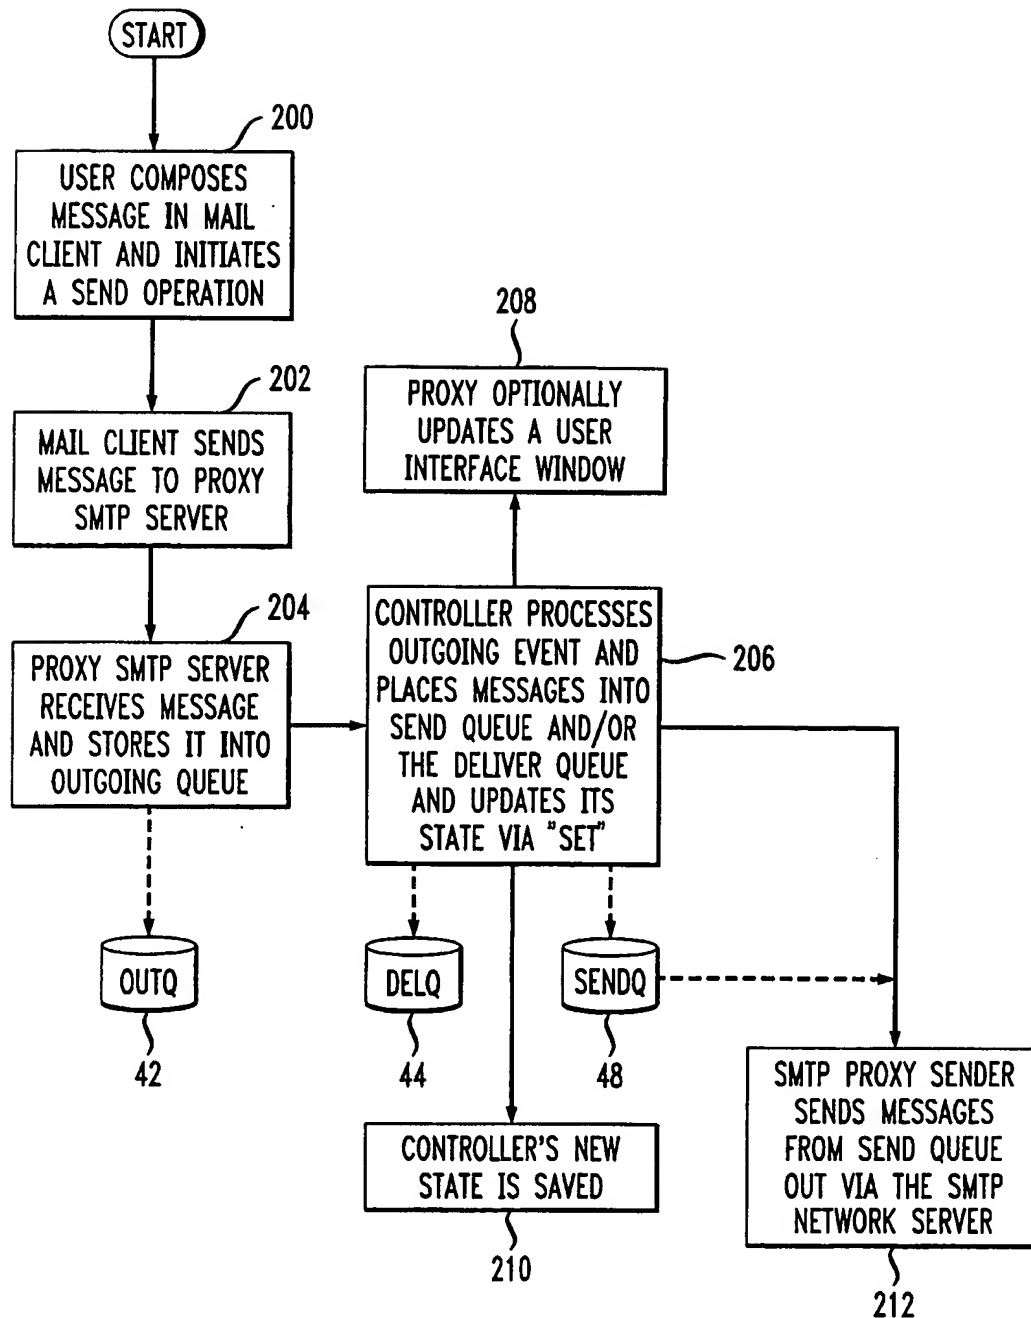 START
200
USER COMPOSES
MESSAGE IN MAIL
CLIENT AND INITIATES
A SEND OPERATION
202
MAIL CLIENT SENDS
MESSAGE TO PROXY
SMTP SERVER
204
PROXY SMTP SERVER
RECEIVES MESSAGE
AND STORES IT INTO
OUTGOING QUEUE
208
PROXY OPTIONALLY
UPDATES A USER
INTERFACE WINDOW
CONTROLLER PROCESSES
OUTGOING EVENT AND
PLACES MESSAGES INTO
SEND QUEUE AND/OR
THE DELIVER QUEUE
AND UPDATES ITS
STATE VIA "SET"
206
OUTQ
42
DELQ
44
SENDQ
48
CONTROLLER'S NEW
STATE IS SAVED
210
SMTP PROXY SENDER
SENDS MESSAGES
FROM SEND QUEUE
OUT VIA THE SMTP
NETWORK SERVER
212